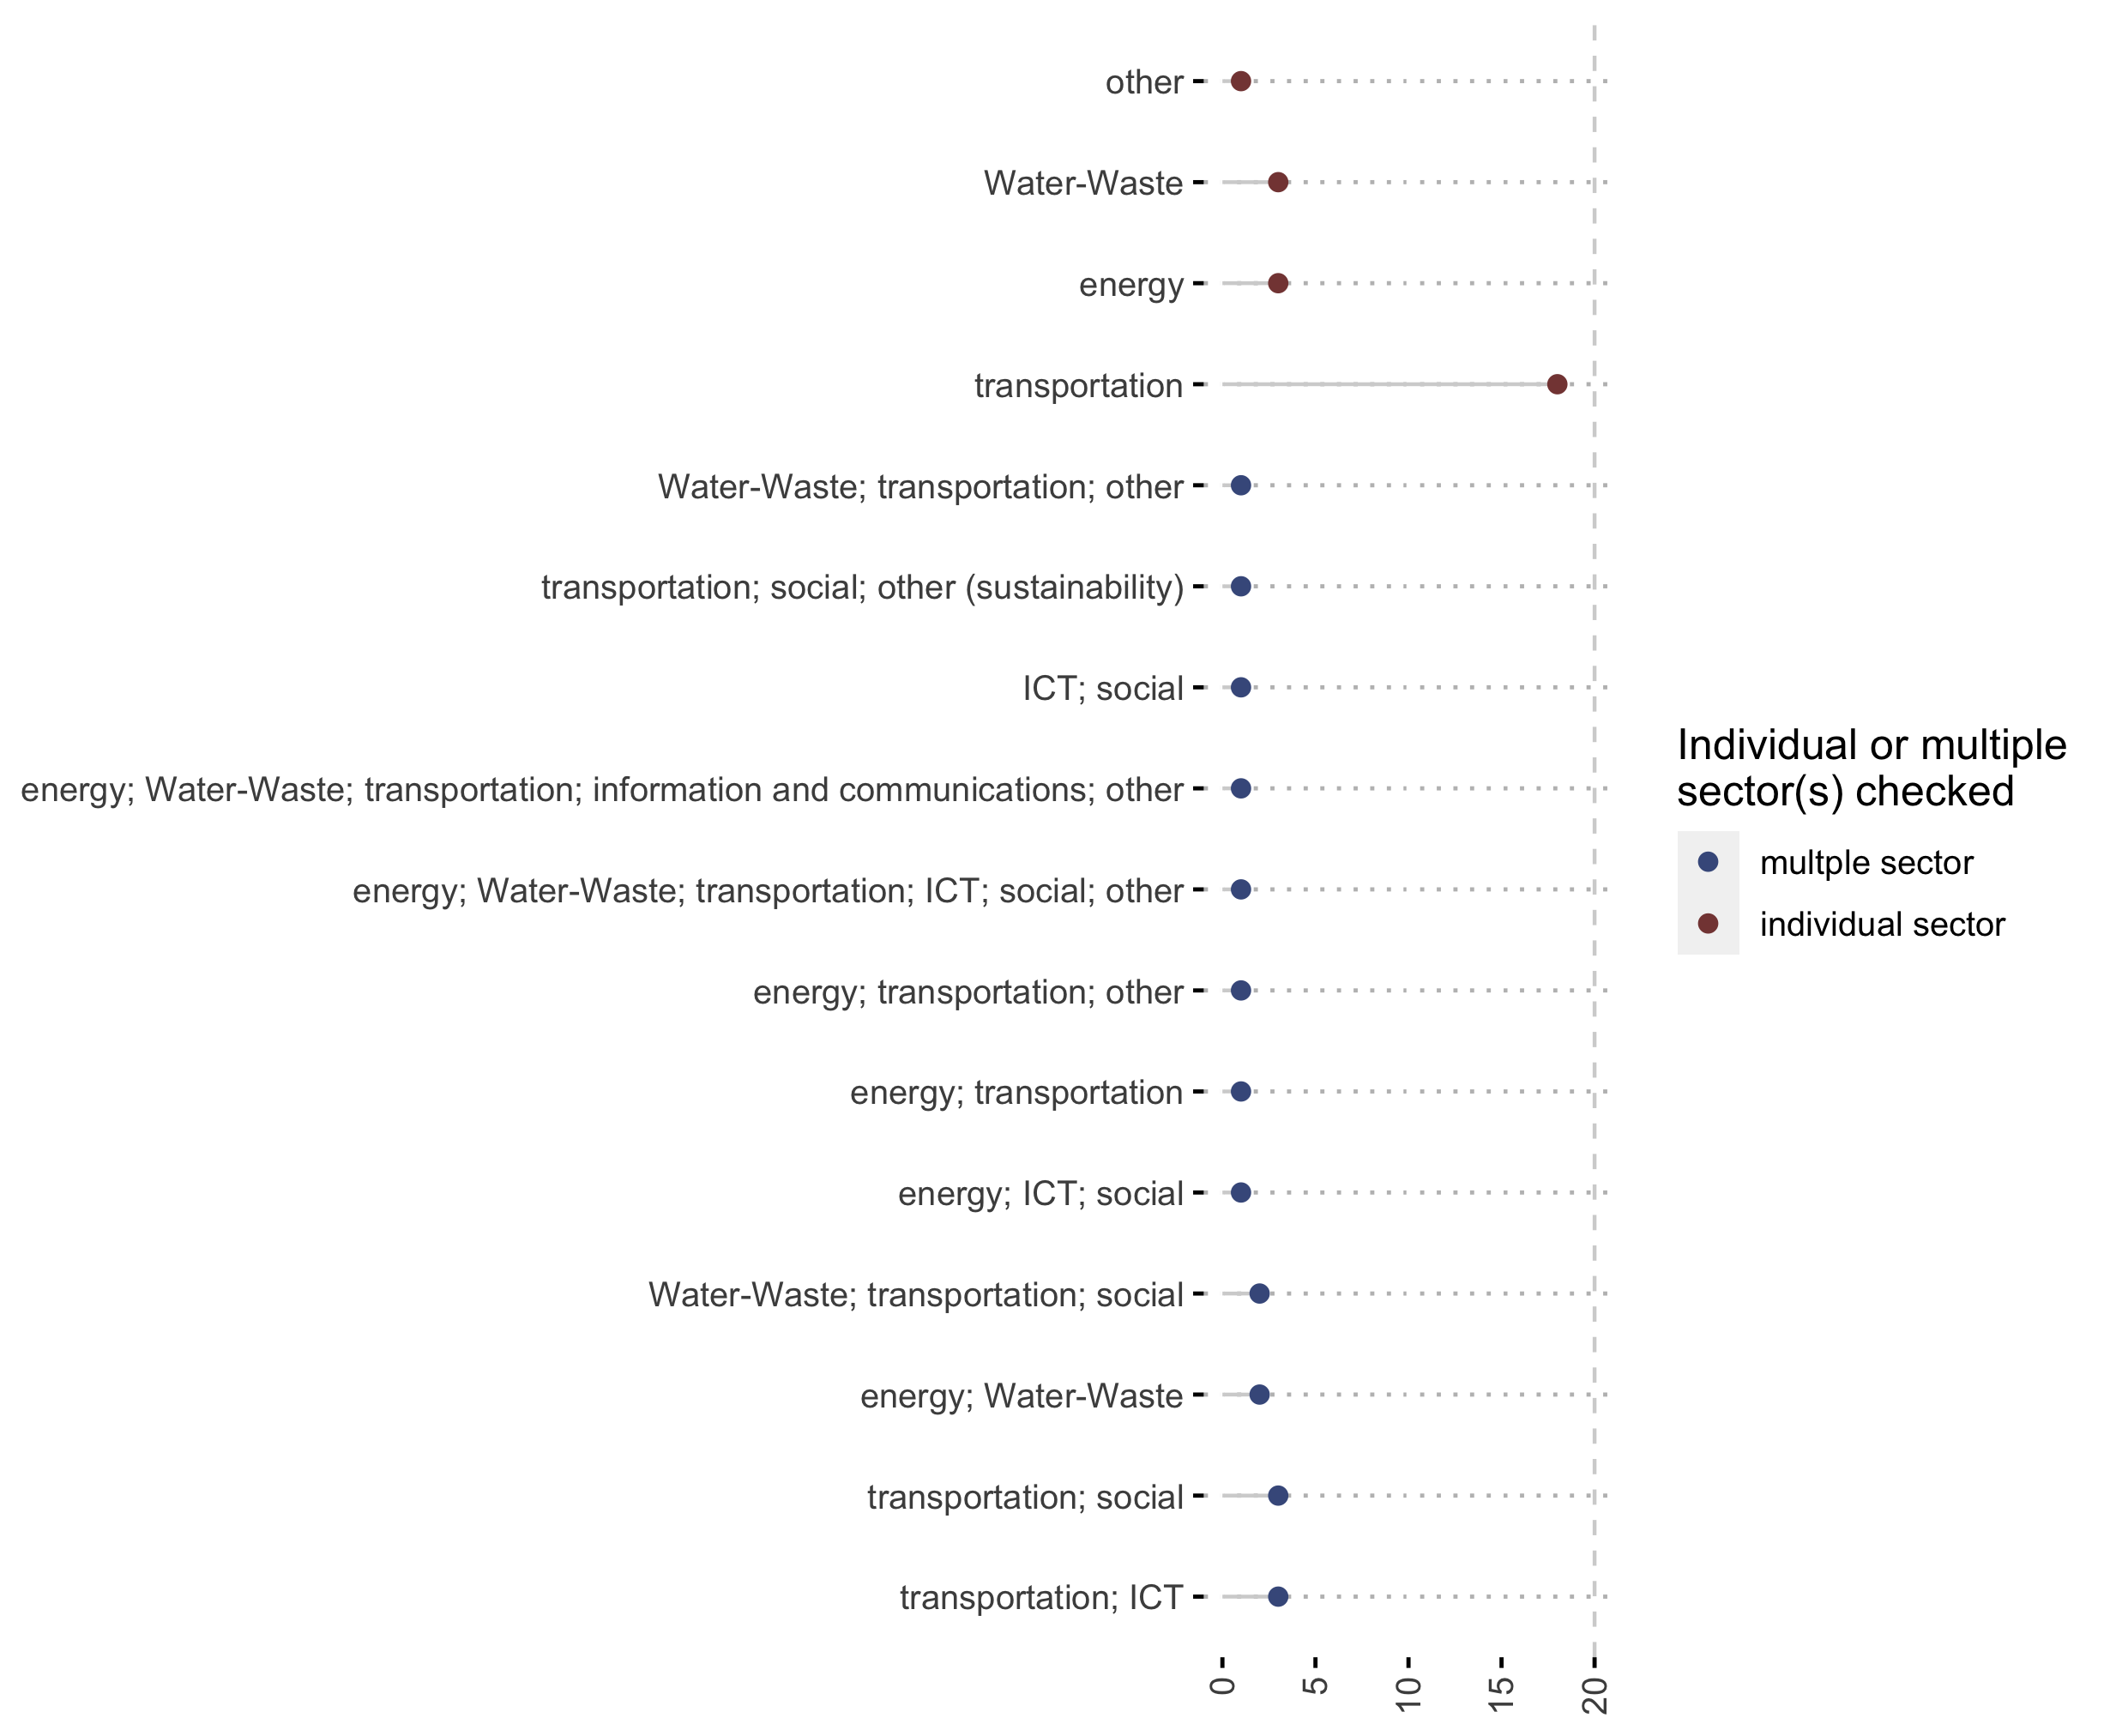 other
Water-Waste
energy
transportation
Water-Waste; transportation; other
transportation; social; other (sustainability)
ICT; social
energy; Water-Waste; transportation; information and communications; other
energy; Water-Waste; transportation; ICT; social; other
energy; transportation; other
energy; transportation
energy; ICT; social
Water-Waste; transportation; social
energy; Water-Waste
transportation; social
transportation; ICT
0
5
10
15
20
Individual or multiple
sector(s) checked
multple sector
individual sector